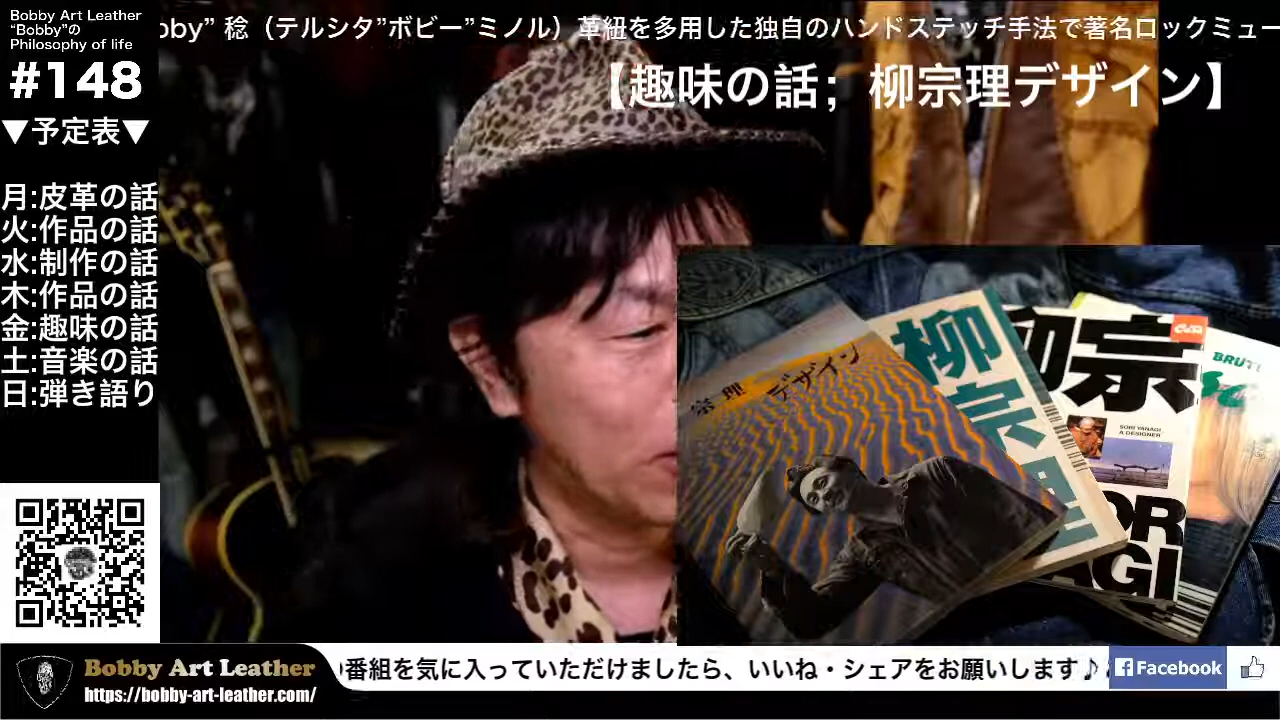 Bobby Art Leather
“Bobby”の
Philosophy of life
#148
▼予定表▼
月:皮革の話
火:作品の話
水:制作の話
木:作品の話
金:趣味の話
土:音楽の話
日:弾き語り
obby” 稔（テルシタ”ボビー”ミノル）革紐を多用した独自のハンドステッチ手法で著名ロックミュー
【趣味の話；柳宗理デザイン】
宗理
デザイン
柳
宗
理
柳宗
Casa
SORI YANAGI,
A DESIGNER
BRUT
Bobby Art Leather
https://bobby-art-leather.com/
番組を気に入っていただけましたら、いいね・シェアをお願いします♪
Facebook